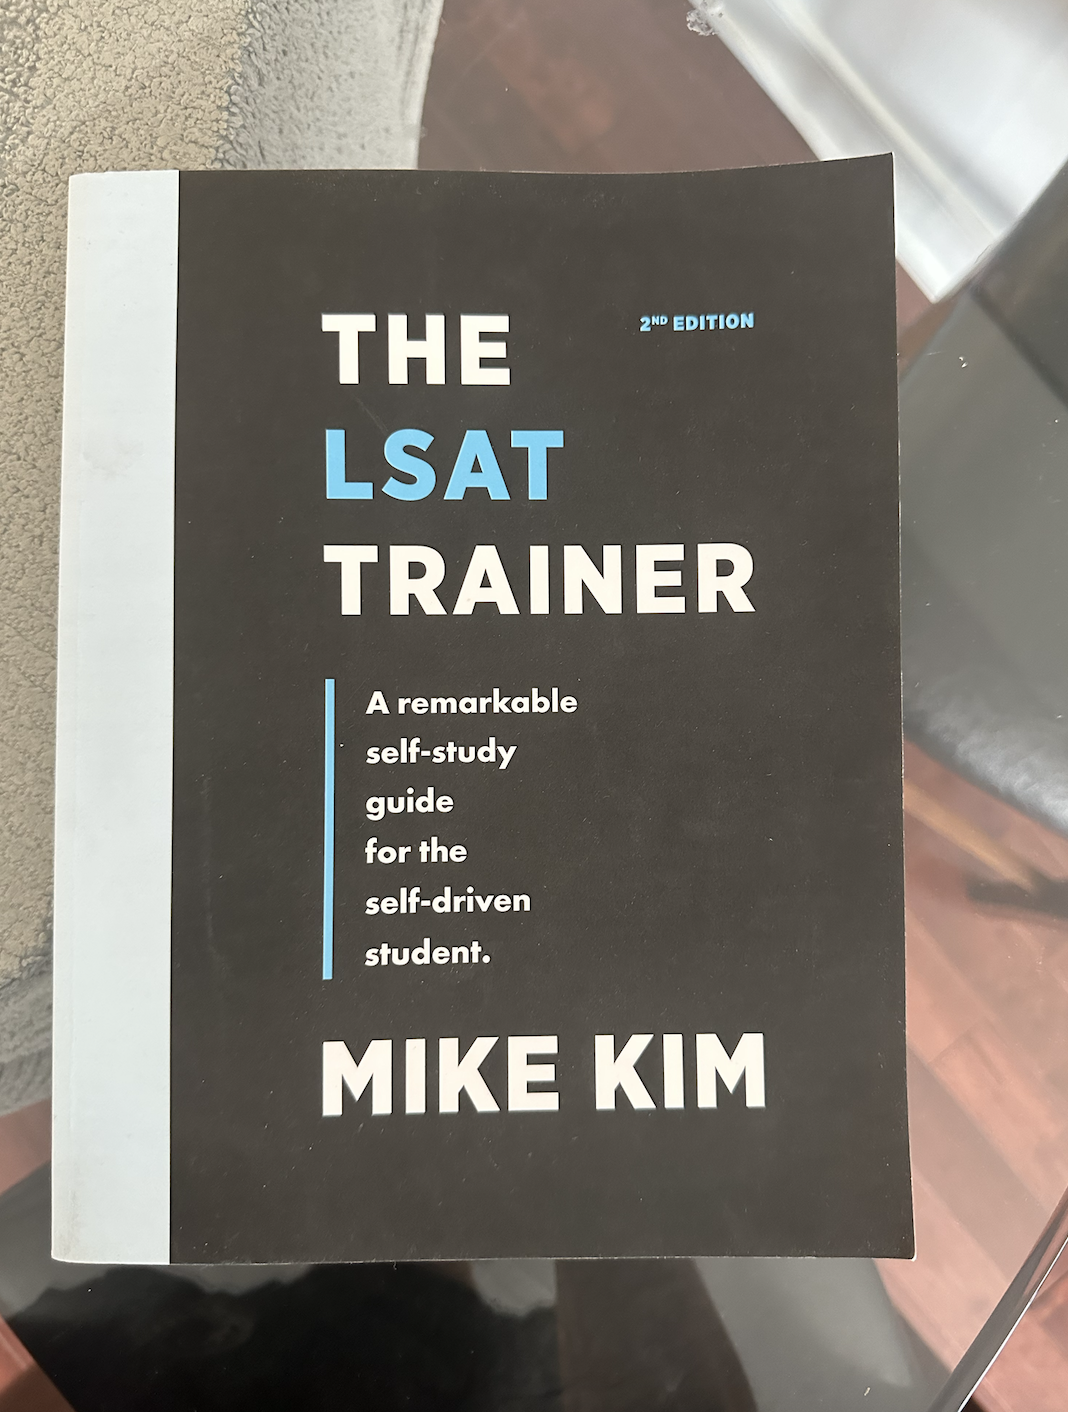 THE
2ND EDITION
LSAT
TRAINER
A remarkable
self-study
guide
for the
self-driven
student.
MIKE KIM